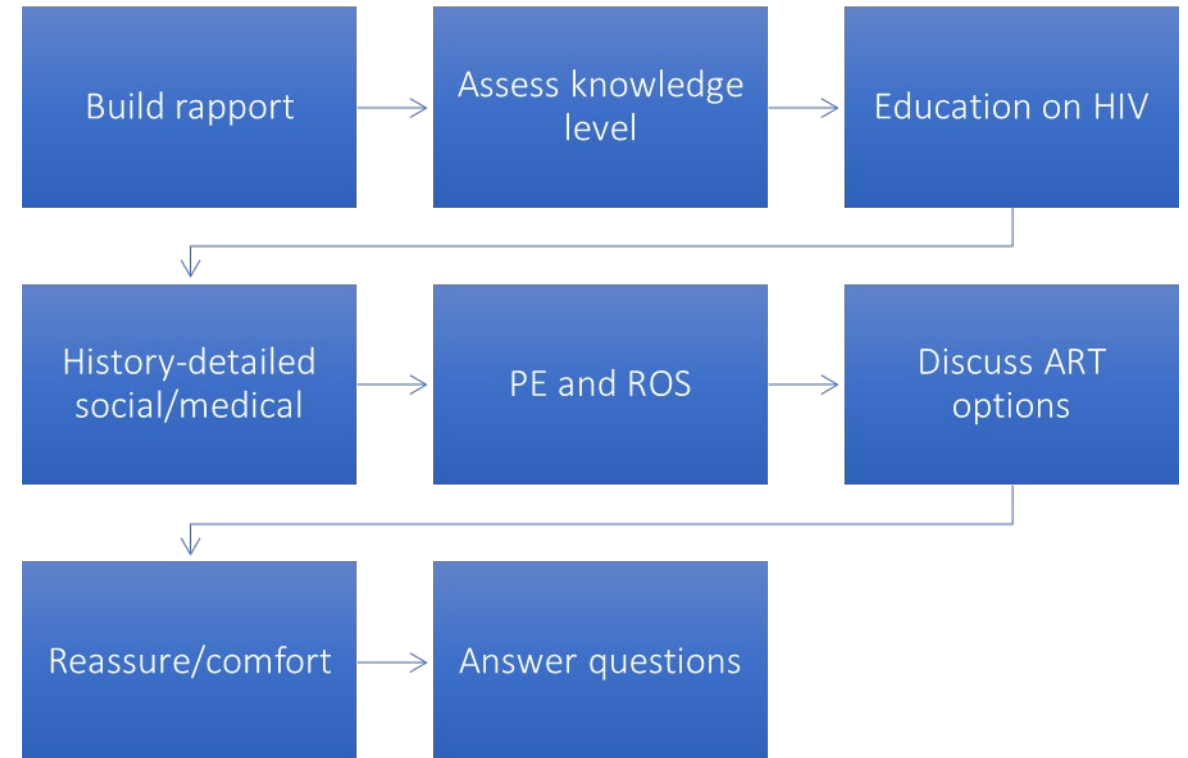 Build rapport
Assess knowledge
level
Education on HIV
History-detailed
social/medical
PE and ROS
Discuss ART
options
Reassure/comfort
Answer questions